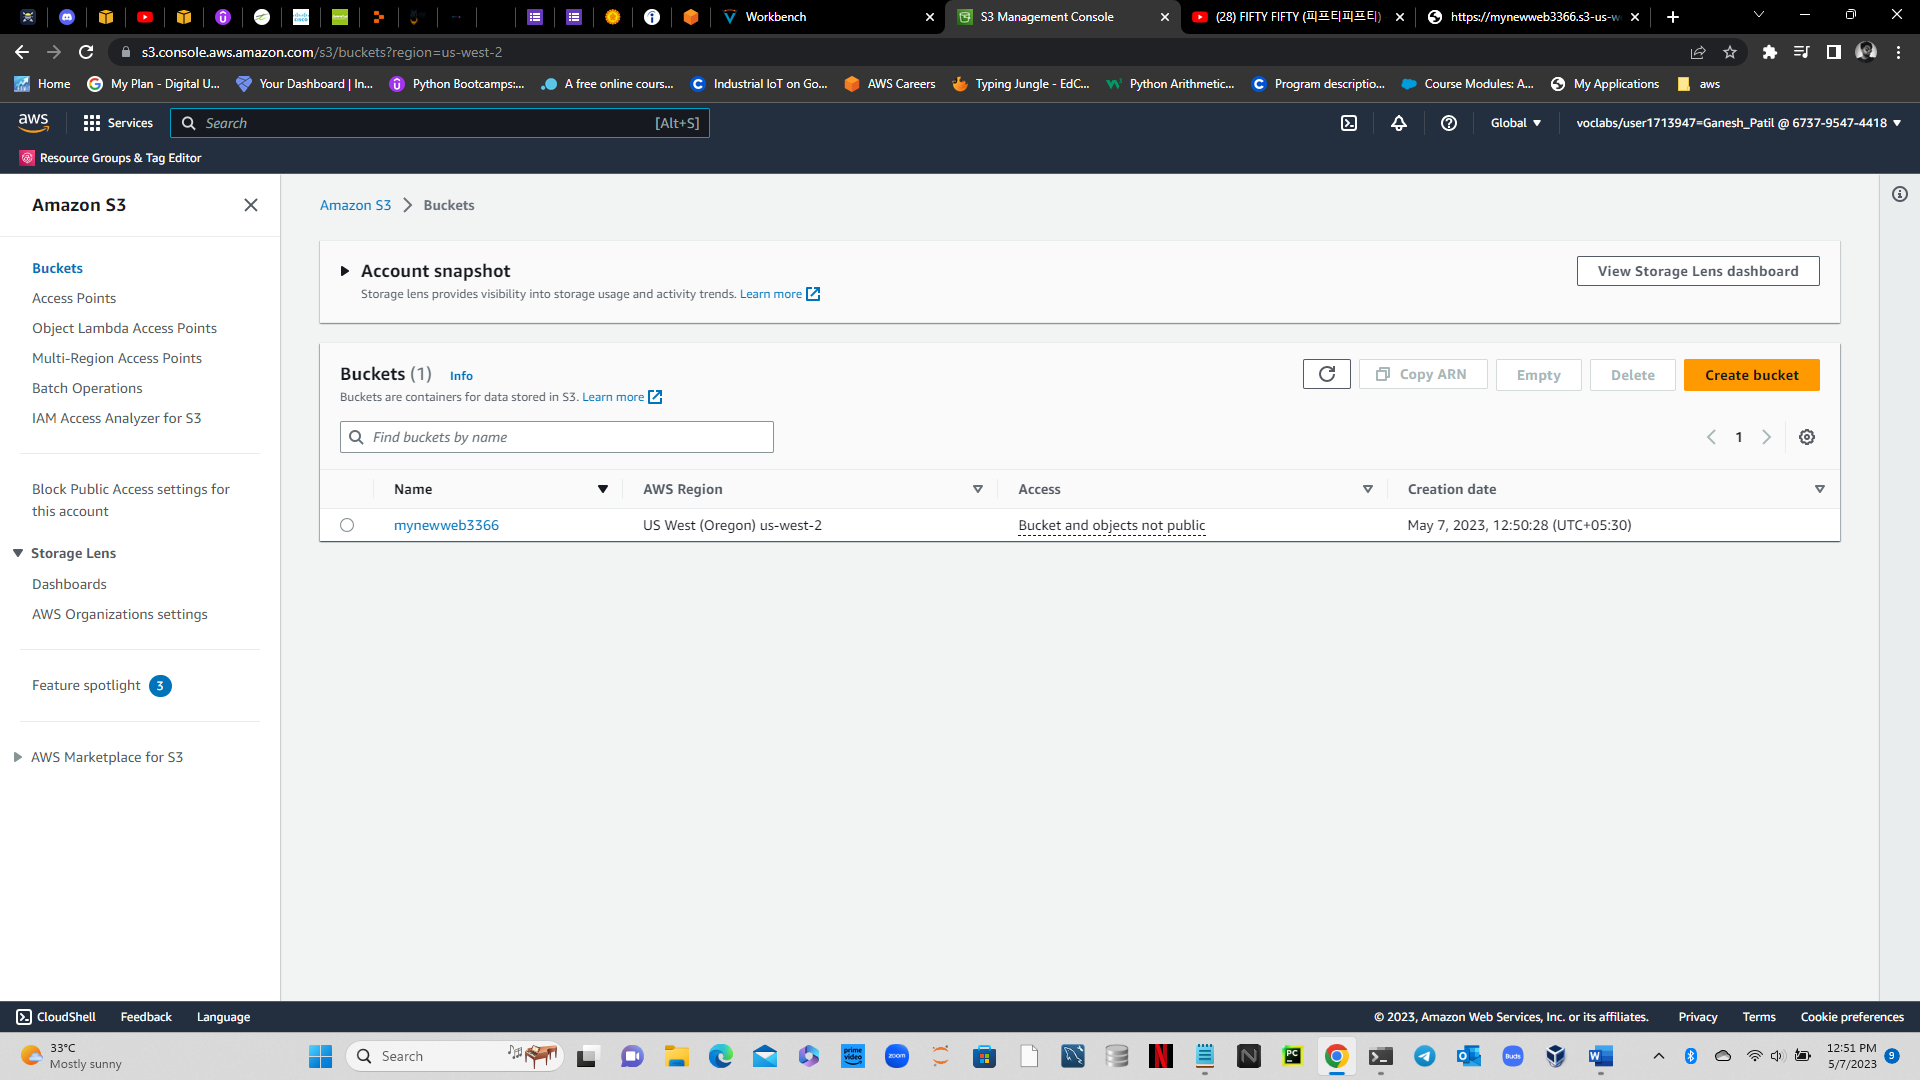 Workbench
S3 Management Console
(28) FIFTY FIFTY (피프티피프티)
https://mynewweb3366.s3-us-w
s3.console.aws.amazon.com/s3/buckets?region=us-west-2
Home
My Plan - Digital U...
Your Dashboard | In...
Python Bootcamps:...
A free online cours...
Industrial IoT on Go...
AWS Careers
Typing Jungle - EdC...
Python Arithmetic...
Program descriptio...
Course Modules: A...
My Applications
aws
aws
Services
Search
[Alt+S]
Global
voclabs/user1713947=Ganesh_Patil @ 6737-9547-4418
Resource Groups & Tag Editor
Amazon S3
Buckets
Access Points
Object Lambda Access Points
Multi-Region Access Points
Batch Operations
IAM Access Analyzer for S3
Block Public Access settings for
this account
Storage Lens
Dashboards
AWS Organizations settings
Feature spotlight 3
AWS Marketplace for S3
Amazon S3
Buckets
Account snapshot
Storage lens provides visibility into storage usage and activity trends. Learn more
View Storage Lens dashboard
Buckets (1) Info
Buckets are containers for data stored in S3. Learn more
Copy ARN
Empty
Delete
Create bucket
Find buckets by name
1
Name
AWS Region
Access
Creation date
mynewweb3366
US West (Oregon) us-west-2
Bucket and objects not public
May 7, 2023, 12:50:28 (UTC+05:30)
CloudShell
Feedback
Language
© 2023, Amazon Web Services, Inc. or its affiliates.
Privacy
Terms
Cookie preferences
33°C
Mostly sunny
Search
prime video
zoom
PC
Buds
12:51 PM
5/7/2023
9